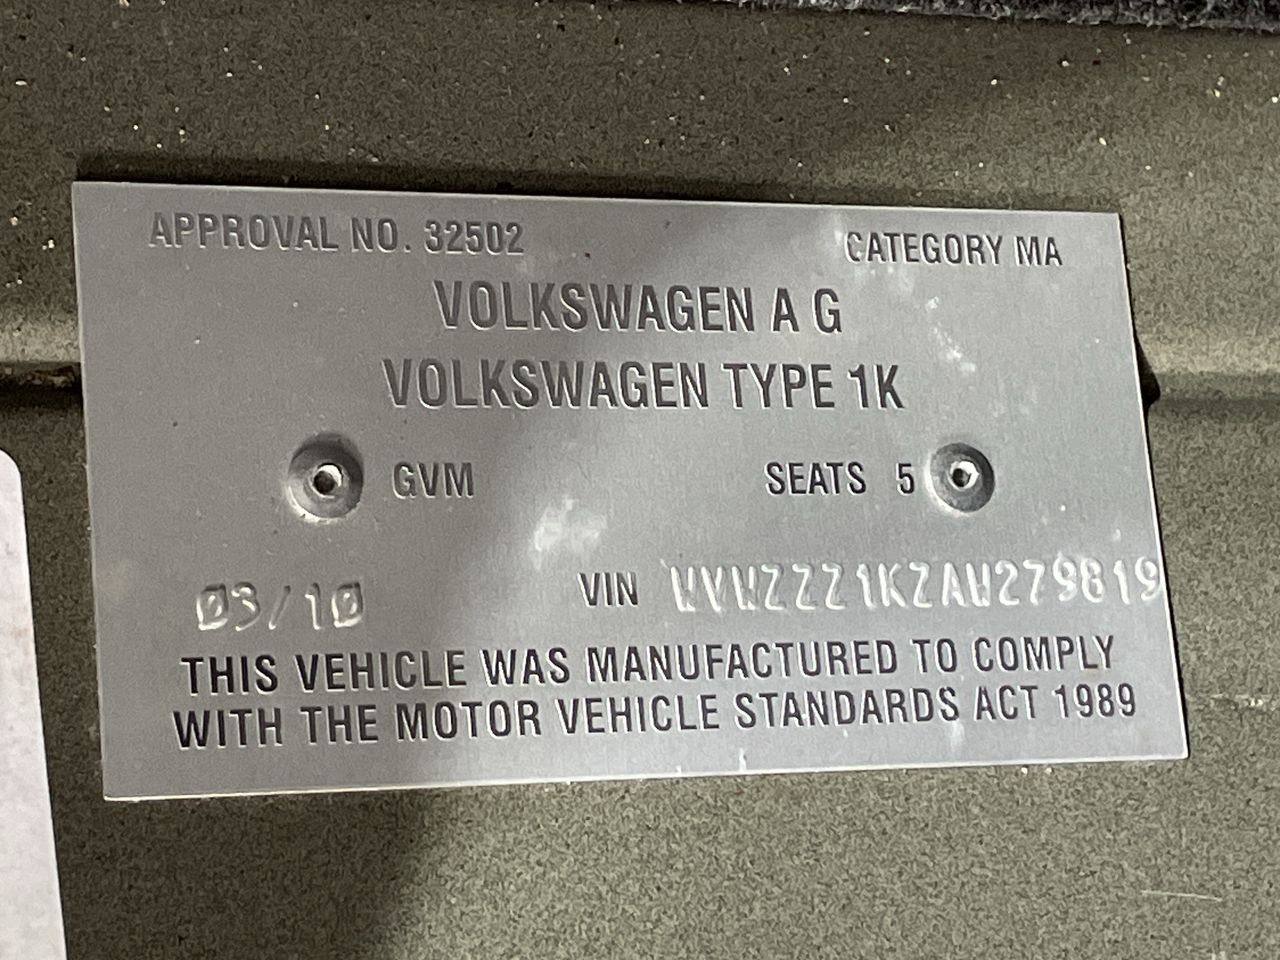 APPROVAL NO. 32502 CATEGORY MA
VOLKSWAGEN A G
VOLKSWAGEN TYPE 1K
GVM SEATS 5
03/10 VIN WVWZZZ1KZAW279819
THIS VEHICLE WAS MANUFACTURED TO COMPLY
WITH THE MOTOR VEHICLE STANDARDS ACT 1989